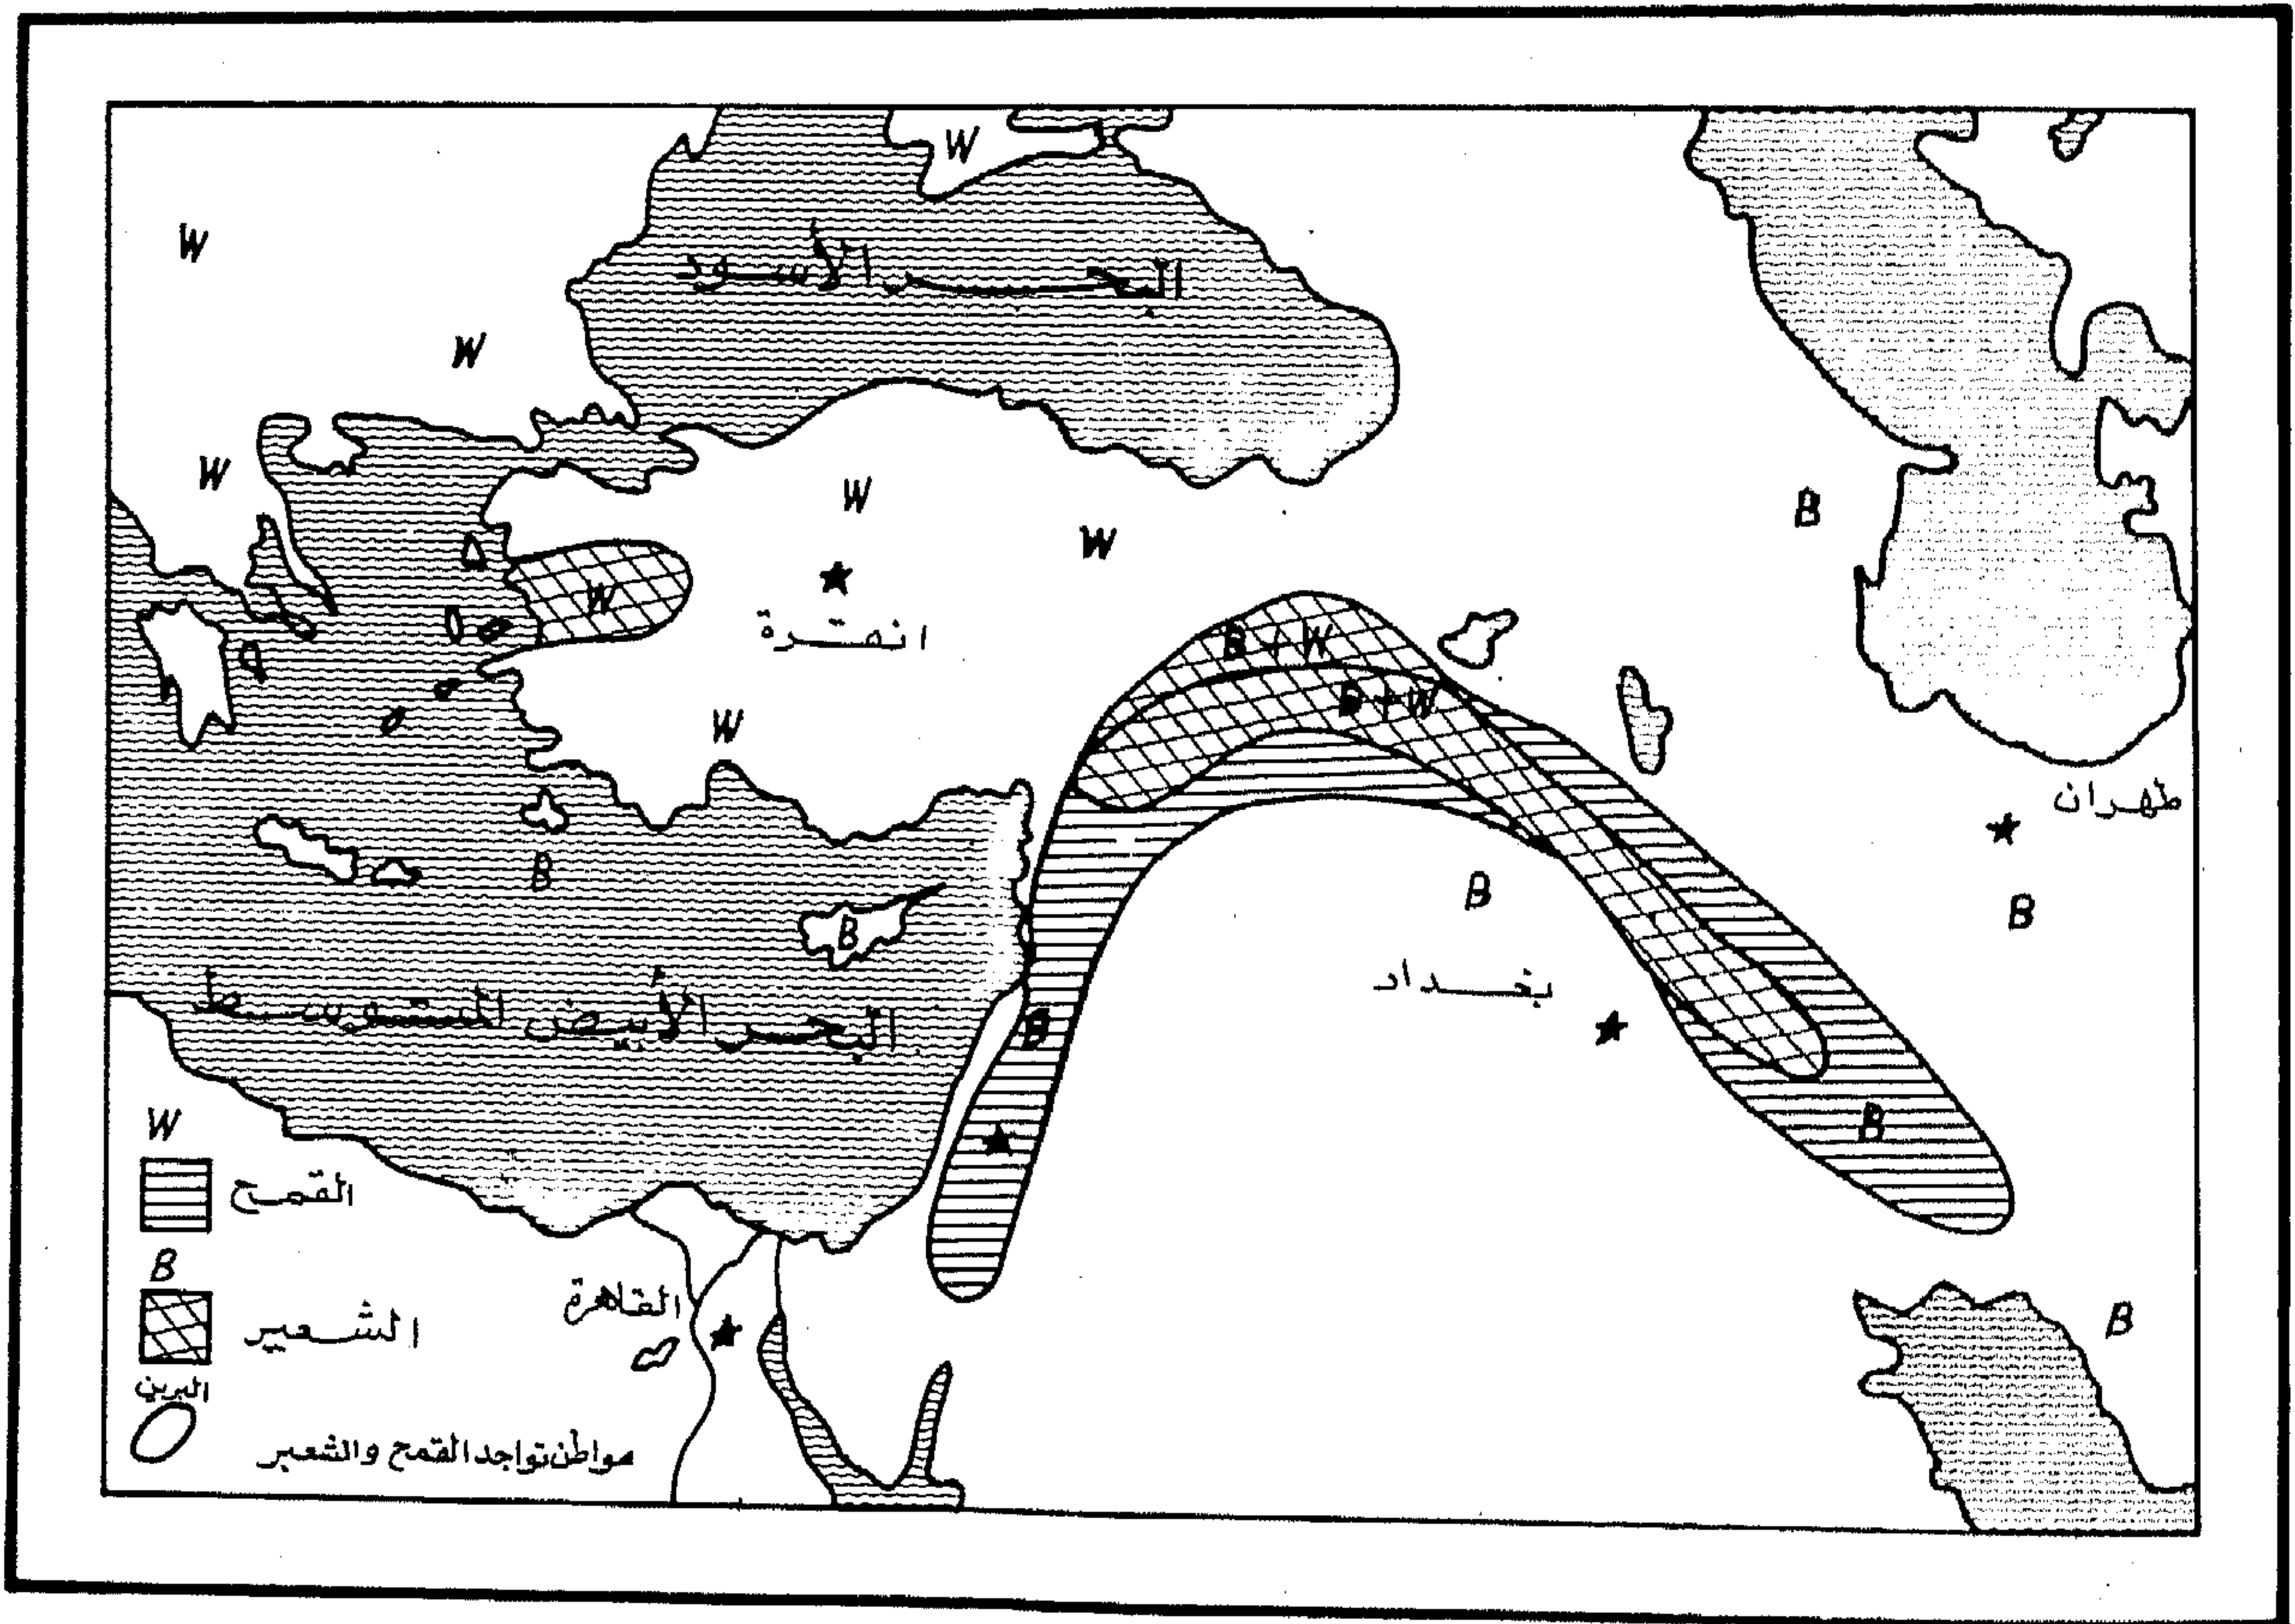 W
W
البحر الأسود
W
W
W
W
B
W
انقرة
B + W
B + W
W
طهران
B
B
B
B
بغداد
البحر الأبيض المتوسط
B
B
W
القمح
B
القاهرة
الشعير
B
البرين
مواطن تواجد القمح والشعير